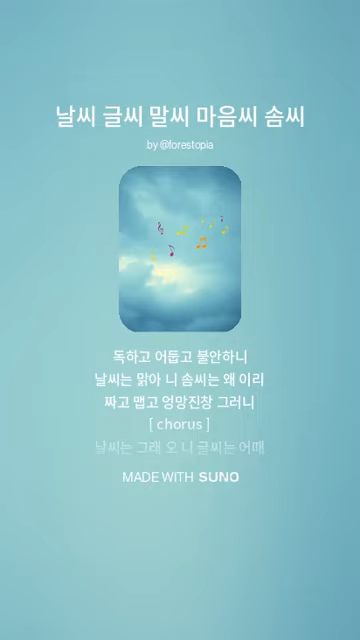 날씨 글씨 말씨 마음씨 솜씨
by @forestopia
독하고 어둡고 불안하니
날씨는 맑아 니 솜씨는 왜 이리
짜고 맵고 엉망진창 그러니
[ chorus ]
날씨는 그래 오 니 글씨는 어때
MADE WITH SUNO